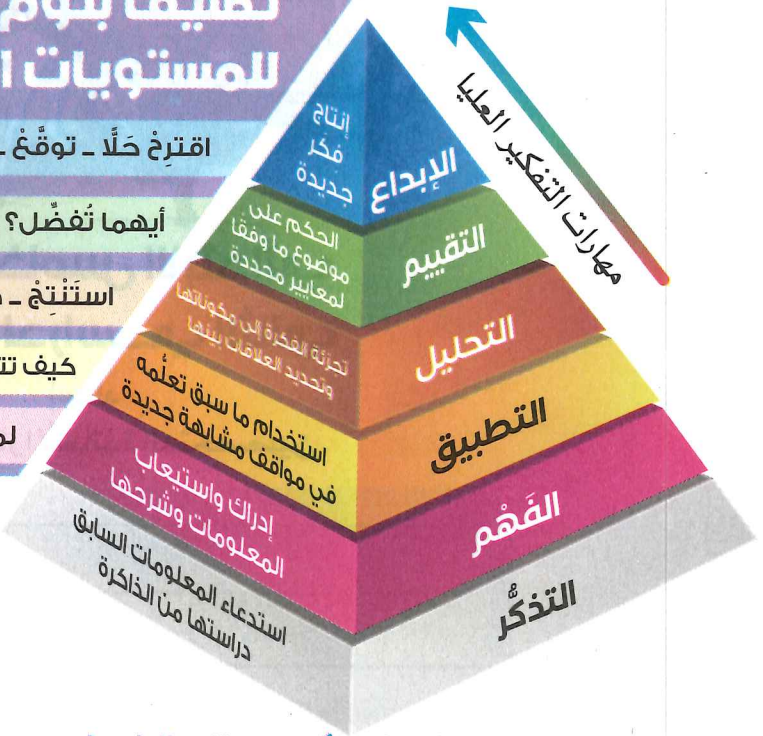 تصنيف بلوم
للمستويات
اقترِحْ حَلًّا ـ توقَّعْ ـ
أيهما تُفضِّل؟
استَنْتِجْ ـ
كيف
مهارات التفكير العليا
الإبداع
إنتاج
فكر
جديدة
التقييم
الحكم على
موضوع ما وفقًا
لمعايير محددة
التحليل
تجزئة الفكرة إلى مكوناتها
وتحديد العلاقات بينها
التطبيق
استخدام ما سبق تعلُّمه
في مواقف مشابهة جديدة
الفَهْم
إدراك واستيعاب
المعلومات وشرحها
التذكُّر
استدعاء المعلومات السابق
دراستها من الذاكرة